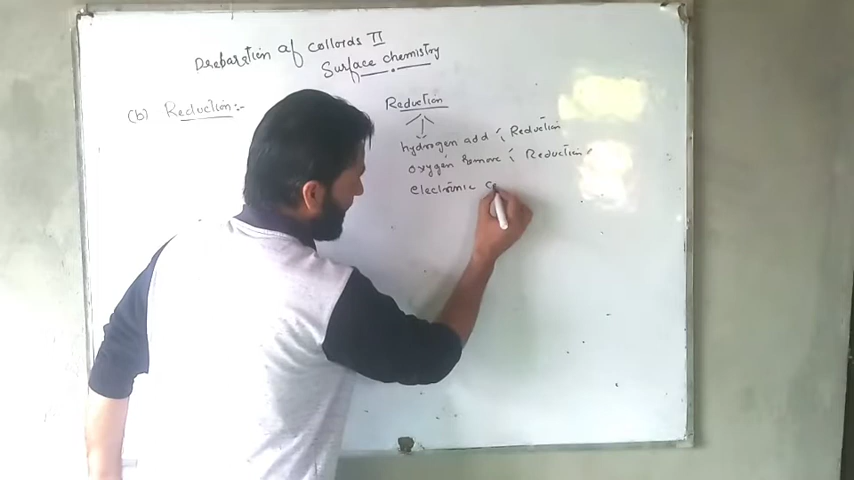 Preparation of colloids II
Surface chemistry
(b) Reduction:-
Reduction
hydrogen add ( Reduction
oxygen Remove ( Reduction
electronic c